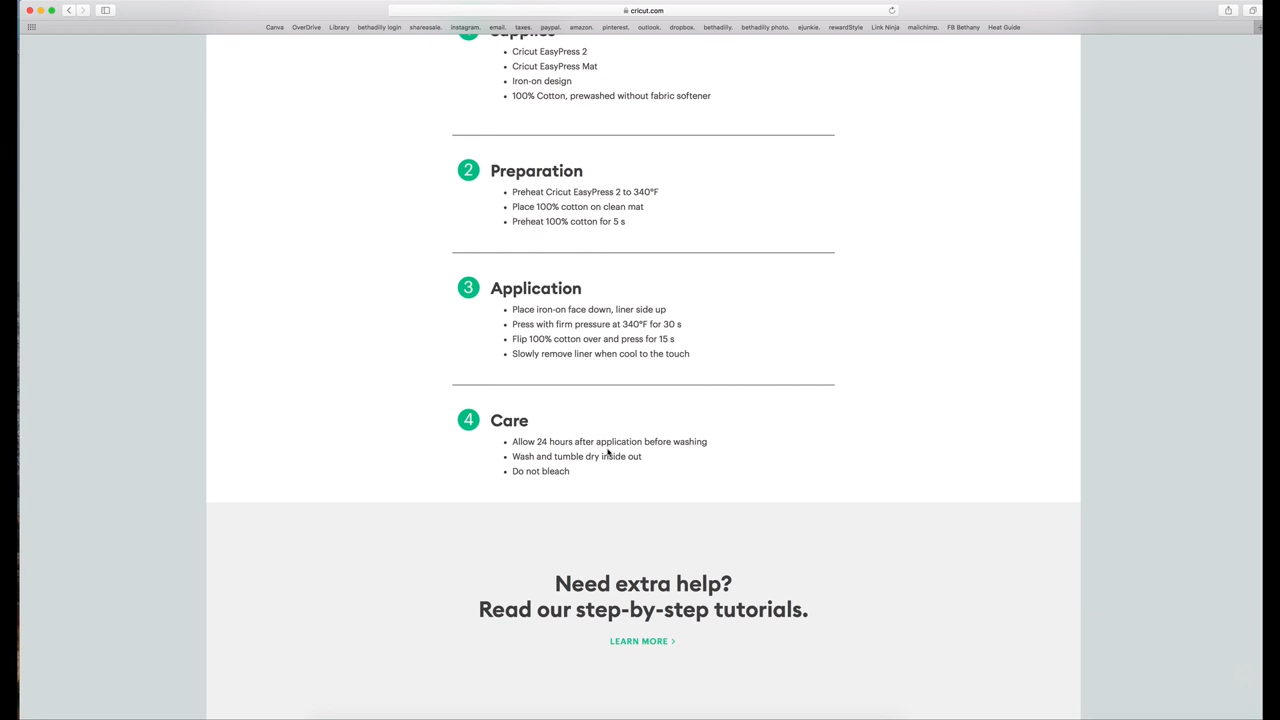 cricut.com
Canva OverDrive Library bethadilly login shareasale. instagram. email. taxes. paypal. amazon. pinterest. outlook. dropbox. bethadilly. bethadilly photo. ejunkie. rewardStyle Link Ninja mailchimp. FB Bethany Heat Guide
Supplies
• Cricut EasyPress 2
• Cricut EasyPress Mat
• Iron-on design
• 100% Cotton, prewashed without fabric softener
2 Preparation
• Preheat Cricut EasyPress 2 to 340°F
• Place 100% cotton on clean mat
• Preheat 100% cotton for 5 s
3 Application
• Place iron-on face down, liner side up
• Press with firm pressure at 340°F for 30 s
• Flip 100% cotton over and press for 15 s
• Slowly remove liner when cool to the touch
4 Care
• Allow 24 hours after application before washing
• Wash and tumble dry inside out
• Do not bleach
Need extra help?
Read our step-by-step tutorials.
LEARN MORE >